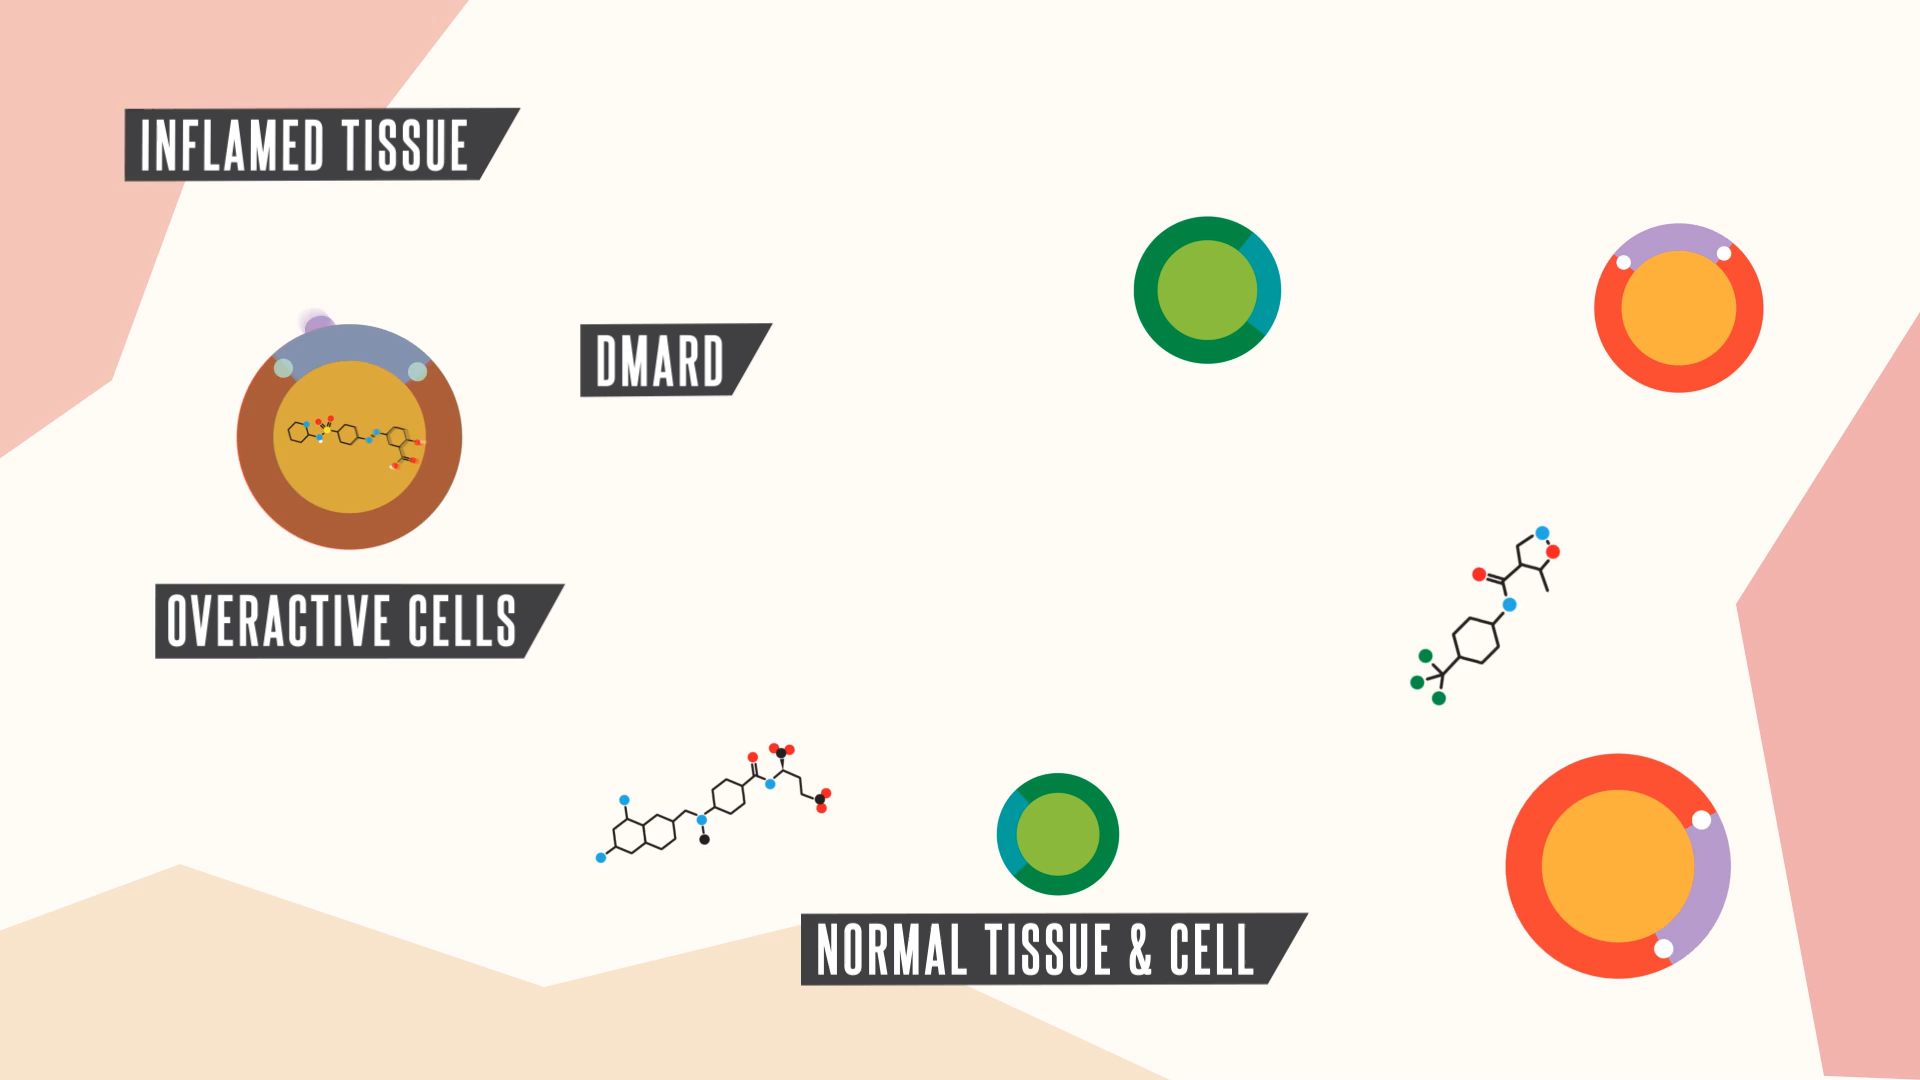 INFLAMED TISSUE
DMARD
OVERACTIVE CELLS
NORMAL TISSUE & CELL